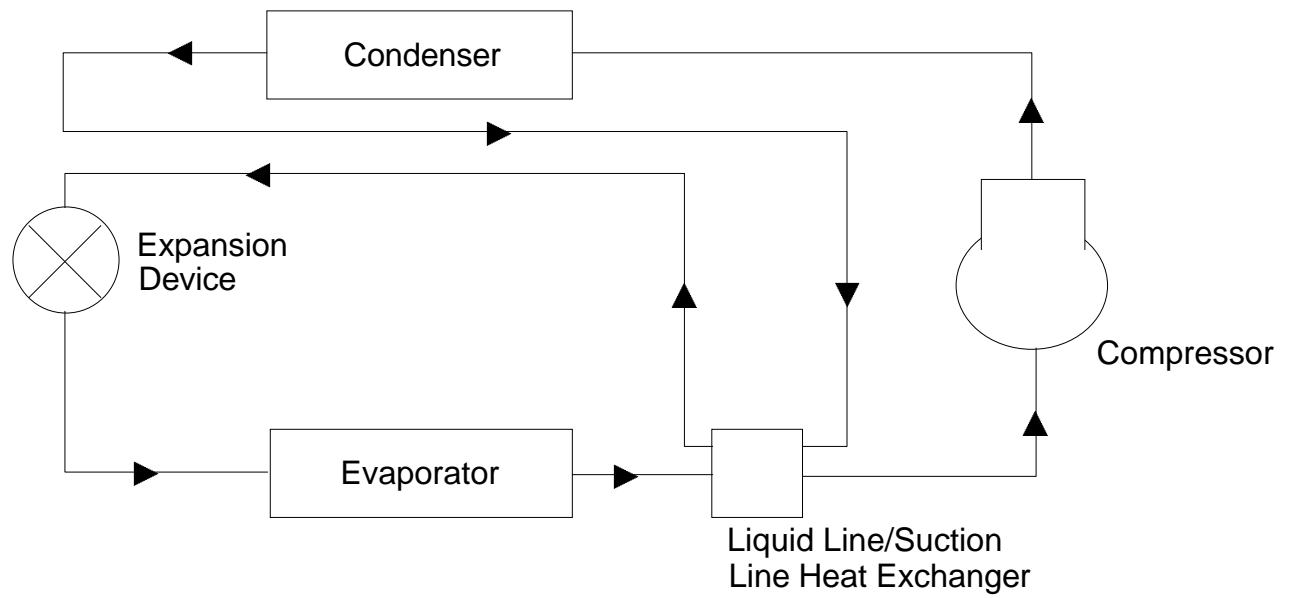 Condenser
Expansion
Device
Compressor
Evaporator
Liquid Line/Suction
Line Heat Exchanger